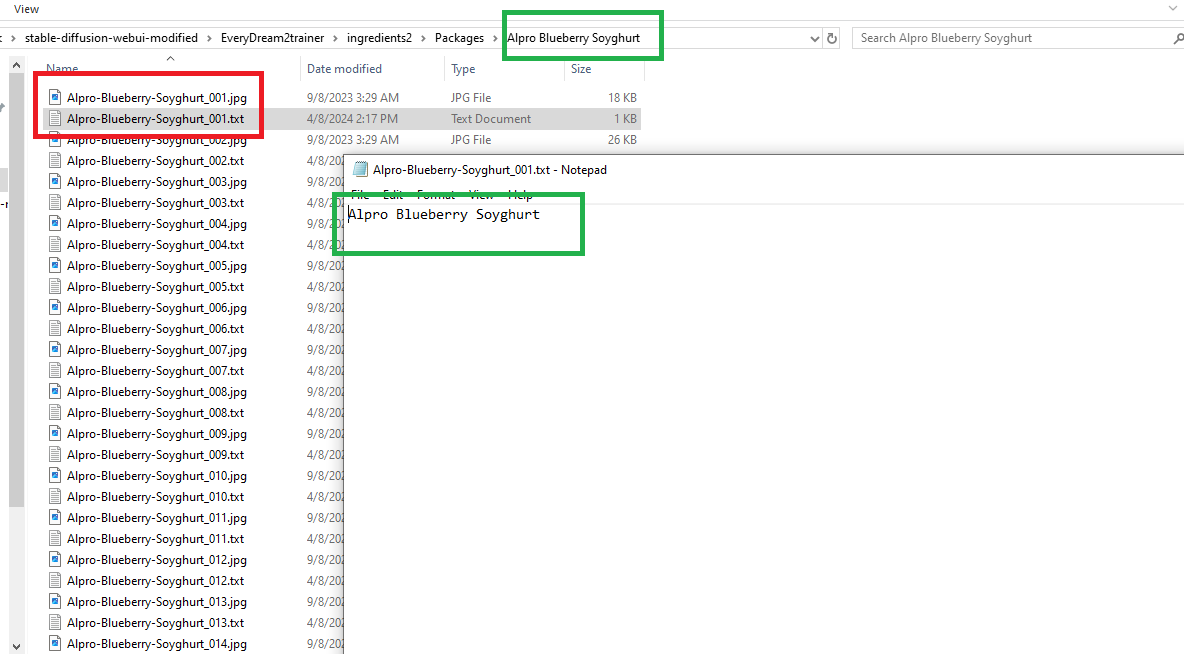 View
stable-diffusion-webui-modified > EveryDream2trainer > ingredients2 > Packages > Alpro Blueberry Soyghurt
Search Alpro Blueberry Soyghurt
Name Date modified Type Size
Alpro-Blueberry-Soyghurt_001.jpg 9/8/2023 3:29 AM JPG File 18 KB
Alpro-Blueberry-Soyghurt_001.txt 4/8/2024 2:17 PM Text Document 1 KB
Alpro-Blueberry-Soyghurt_002.jpg 9/8/2023 3:29 AM JPG File 26 KB
Alpro-Blueberry-Soyghurt_002.txt 4/8/20
Alpro-Blueberry-Soyghurt_001.txt - Notepad
Alpro-Blueberry-Soyghurt_003.jpg 9/8/202
File Edit Format View Help
Alpro-Blueberry-Soyghurt_003.txt 4/8/202
Alpro Blueberry Soyghurt
Alpro-Blueberry-Soyghurt_004.jpg 9/8/202
Alpro-Blueberry-Soyghurt_004.txt 4/8/202
Alpro-Blueberry-Soyghurt_005.jpg 9/8/202
Alpro-Blueberry-Soyghurt_005.txt 4/8/202
Alpro-Blueberry-Soyghurt_006.jpg 9/8/202
Alpro-Blueberry-Soyghurt_006.txt 4/8/202
Alpro-Blueberry-Soyghurt_007.jpg 9/8/202
Alpro-Blueberry-Soyghurt_007.txt 4/8/202
Alpro-Blueberry-Soyghurt_008.jpg 9/8/202
Alpro-Blueberry-Soyghurt_008.txt 4/8/202
Alpro-Blueberry-Soyghurt_009.jpg 9/8/202
Alpro-Blueberry-Soyghurt_009.txt 4/8/202
Alpro-Blueberry-Soyghurt_010.jpg 9/8/202
Alpro-Blueberry-Soyghurt_010.txt 4/8/202
Alpro-Blueberry-Soyghurt_011.jpg 9/8/202
Alpro-Blueberry-Soyghurt_011.txt 4/8/202
Alpro-Blueberry-Soyghurt_012.jpg 9/8/202
Alpro-Blueberry-Soyghurt_012.txt 4/8/202
Alpro-Blueberry-Soyghurt_013.jpg 9/8/202
Alpro-Blueberry-Soyghurt_013.txt 4/8/202
Alpro-Blueberry-Soyghurt_014.jpg 9/8/202